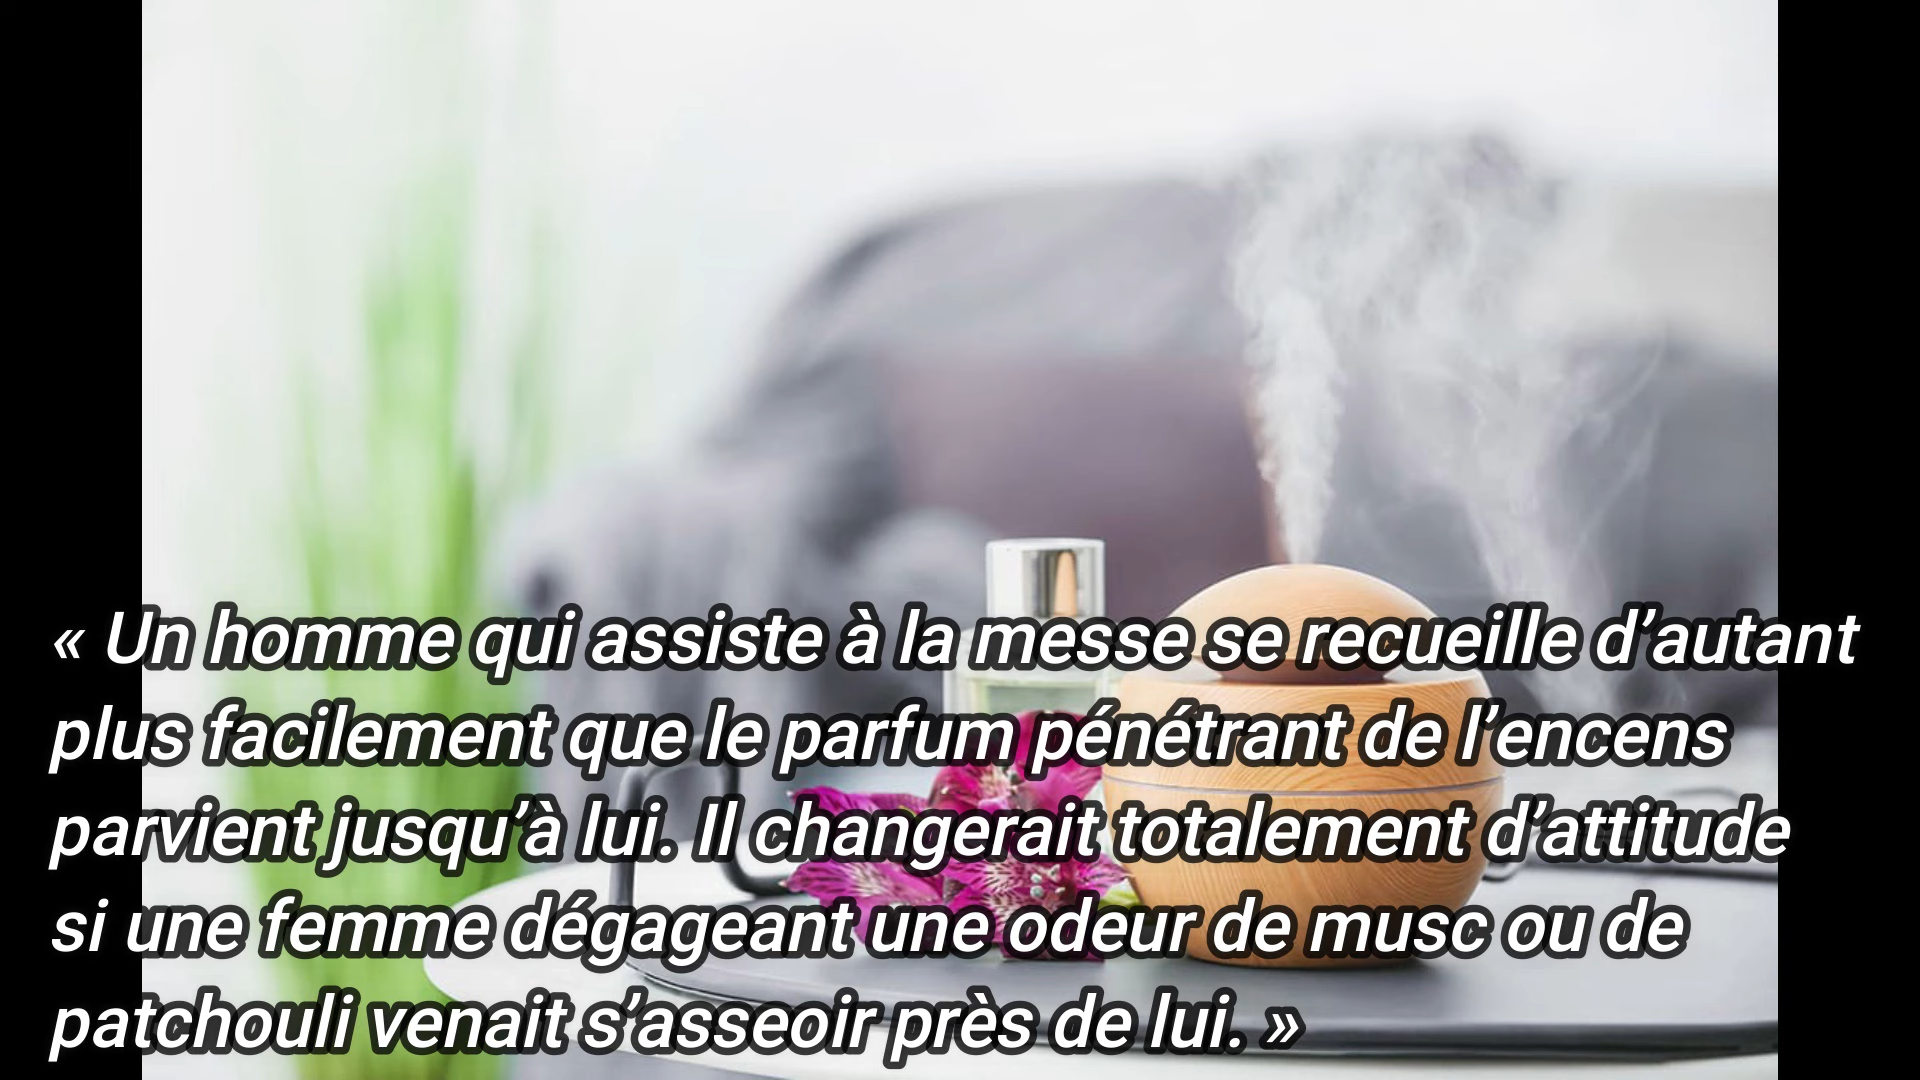 « Un homme qui assiste à la messe se recueille d’autant
plus facilement que le parfum pénétrant de l’encens
parvient jusqu’à lui. Il changerait totalement d’attitude
si une femme dégageant une odeur de musc ou de
patchouli venait s’asseoir près de lui. »